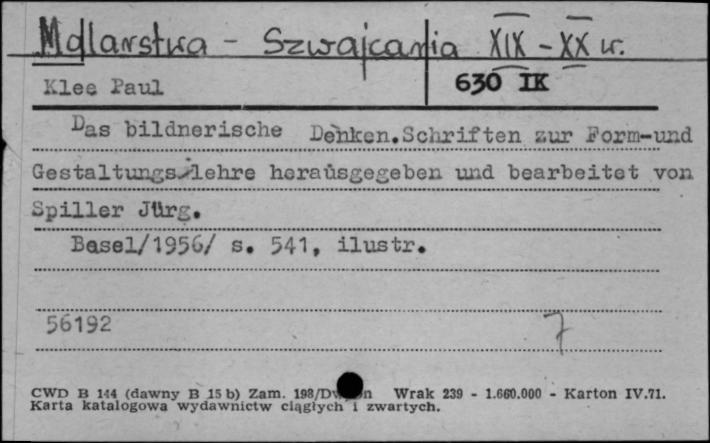 Malarstwo - Szwajcaria XIX - XX w.
Klee Paul
630 IK
Das bildnerische Denken.Schriften zur Form-und
Gestaltungs-lehre herausgegeben und bearbeitet von
Spiller Jürg.
Basel/1956/ s. 541, ilustr.
56192
7
CWD B 144 (dawny B 15 b) Zam. 198/ Wrak 239 - 1.660.000 - Karton IV.71.
Karta katalogowa wydawnictw ciągłych i zwartych.